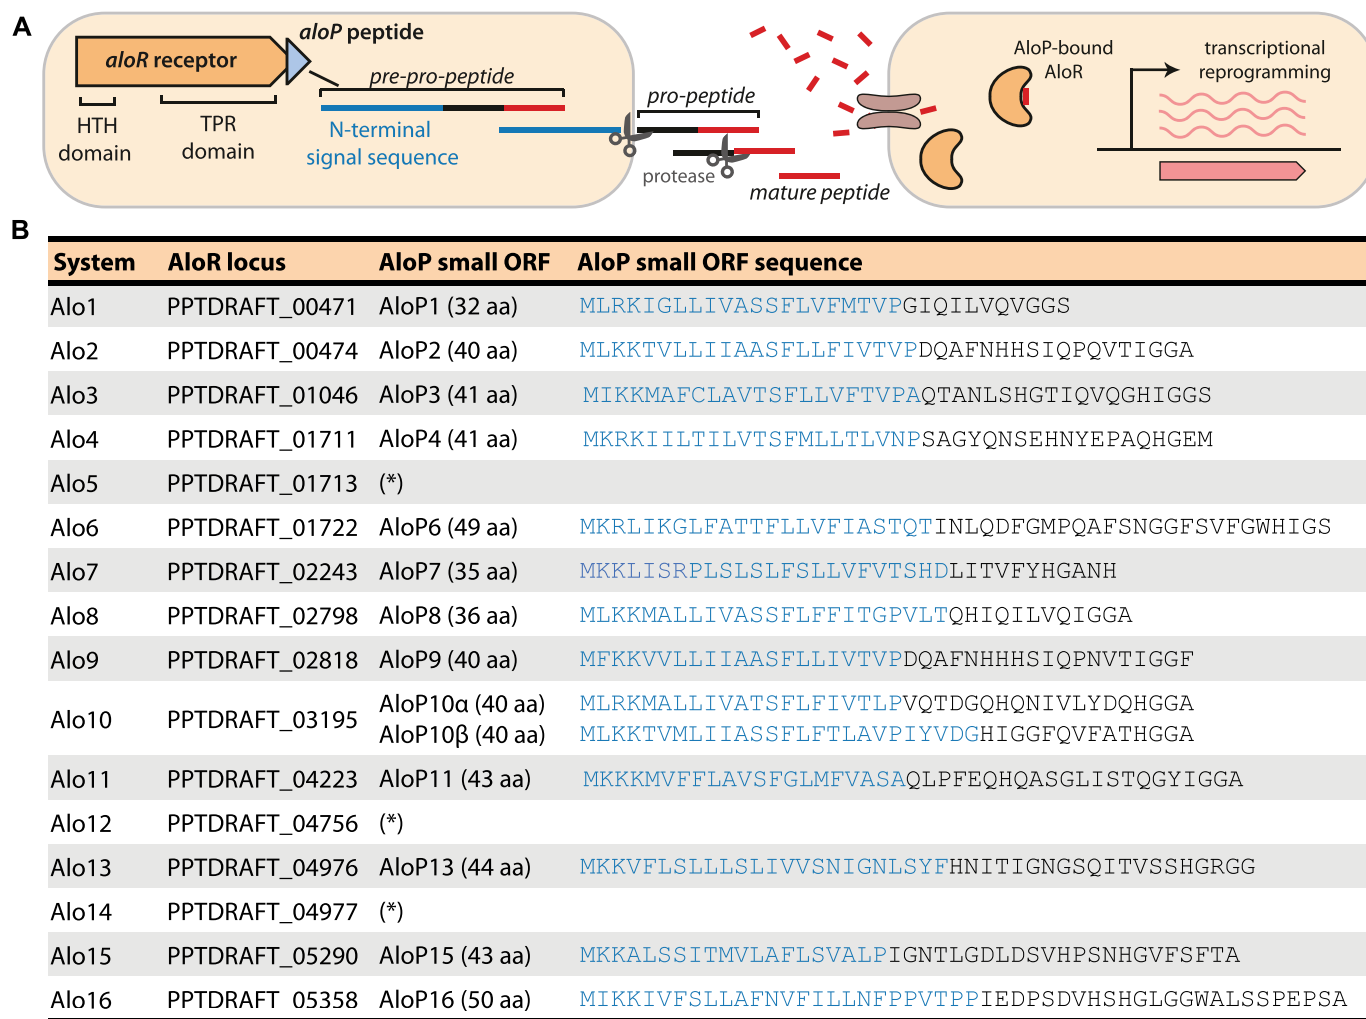 A
aloR receptor
aloP peptide
pre-pro-peptide
HTH
domain
TPR
domain
N-terminal
signal sequence
pro-peptide
protease
mature peptide
AloP-bound
AloR
transcriptional
reprogramming
B
System AloR locus AloP small ORF AloP small ORF sequence
Alo1 PPTDRAFT_00471 AloP1 (32 aa) MLRKIGLLIVASSFLVFMTVPGIQILVQVGGS
Alo2 PPTDRAFT_00474 AloP2 (40 aa) MLKKTVLLIIAASFLLFIVTVPDQAFNHHSIQPQVTIGGA
Alo3 PPTDRAFT_01046 AloP3 (41 aa) MIKKMAFCLAVTSFLLVFTVPAQTANLSHGTIQVQGHIGGS
Alo4 PPTDRAFT_01711 AloP4 (41 aa) MKRKIILTILVTSFMLLTLVNPSAGYQNSEHNYEPAQHGEM
Alo5 PPTDRAFT_01713 (*)
Alo6 PPTDRAFT_01722 AloP6 (49 aa) MKRLIKGLFATTFLLVFIASTQTINLQDFGMPQAFSNGGFSVFGWHIGS
Alo7 PPTDRAFT_02243 AloP7 (35 aa) MKKLISRPLSLSLFSLLVFVTSHDLITVFYHGANH
Alo8 PPTDRAFT_02798 AloP8 (36 aa) MLKKMALLIVASSFLFFITGPVLTQHIQILVQIGGA
Alo9 PPTDRAFT_02818 AloP9 (40 aa) MFKKVVLLIIAASFLLIVTVPDQAFNHHHSIQPNVTIGGF
Alo10 PPTDRAFT_03195 AloP10α (40 aa) MLRKMALLIVATSFLFIVTLPVQTDGQHQNIVLYDQHGGA
AloP10β (40 aa) MLKKTVMLIIASSFLFTLAVPIYVDGHIGGFQVFATHGGA
Alo11 PPTDRAFT_04223 AloP11 (43 aa) MKKKMVFFLAVSFGLMFVASAQLPFEQHQASGLISTQGYIGGA
Alo12 PPTDRAFT_04756 (*)
Alo13 PPTDRAFT_04976 AloP13 (44 aa) MKKVFLSLLLSLIVVSNIGNLSYFHNITIGNGSQITVSSHGRGG
Alo14 PPTDRAFT_04977 (*)
Alo15 PPTDRAFT_05290 AloP15 (43 aa) MKKALSSITMVLAFLSVALPIGNTLGDLDSVHPSNHGVFSFTA
Alo16 PPTDRAFT_05358 AloP16 (50 aa) MIKKIVFSLLAFNVFILLNFPPVTPPIEDPSDVHSHGLGGWALSSPEPSA